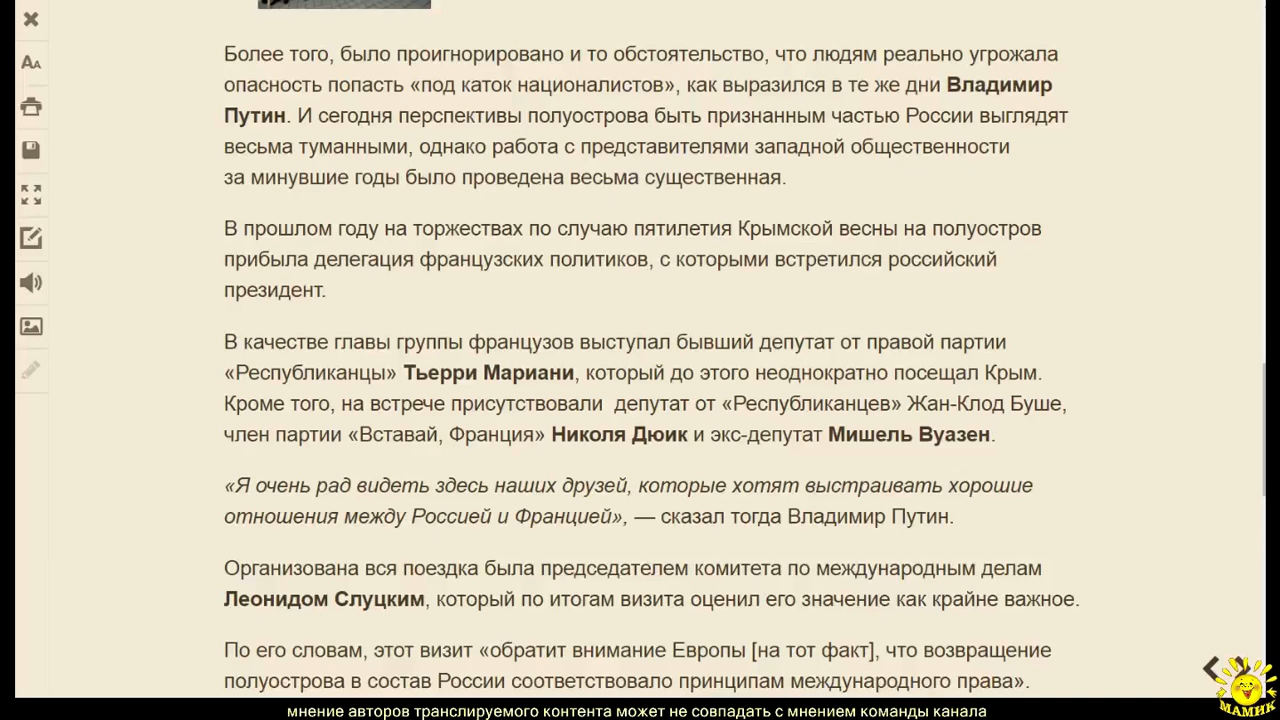 Более того, было проигнорировано и то обстоятельство, что людям реально угрожала
опасность попасть «под каток националистов», как выразился в те же дни Владимир
Путин. И сегодня перспективы полуострова быть признанным частью России выглядят
весьма туманными, однако работа с представителями западной общественности
за минувшие годы было проведена весьма существенная.
В прошлом году на торжествах по случаю пятилетия Крымской весны на полуостров
прибыла делегация французских политиков, с которыми встретился российский
президент.
В качестве главы группы французов выступал бывший депутат от правой партии
«Республиканцы» Тьерри Мариани, который до этого неоднократно посещал Крым.
Кроме того, на встрече присутствовали  депутат от «Республиканцев» Жан-Клод Буше,
член партии «Вставай, Франция» Николя Дюик и экс-депутат Мишель Вуазен.
«Я очень рад видеть здесь наших друзей, которые хотят выстраивать хорошие
отношения между Россией и Францией», — сказал тогда Владимир Путин.
Организована вся поездка была председателем комитета по международным делам
Леонидом Слуцким, который по итогам визита оценил его значение как крайне важное.
По его словам, этот визит «обратит внимание Европы [на тот факт], что возвращение
полуострова в состав России соответствовало принципам международного права».
МАМИК
мнение авторов транслируемого контента может не совпадать с мнением команды канала